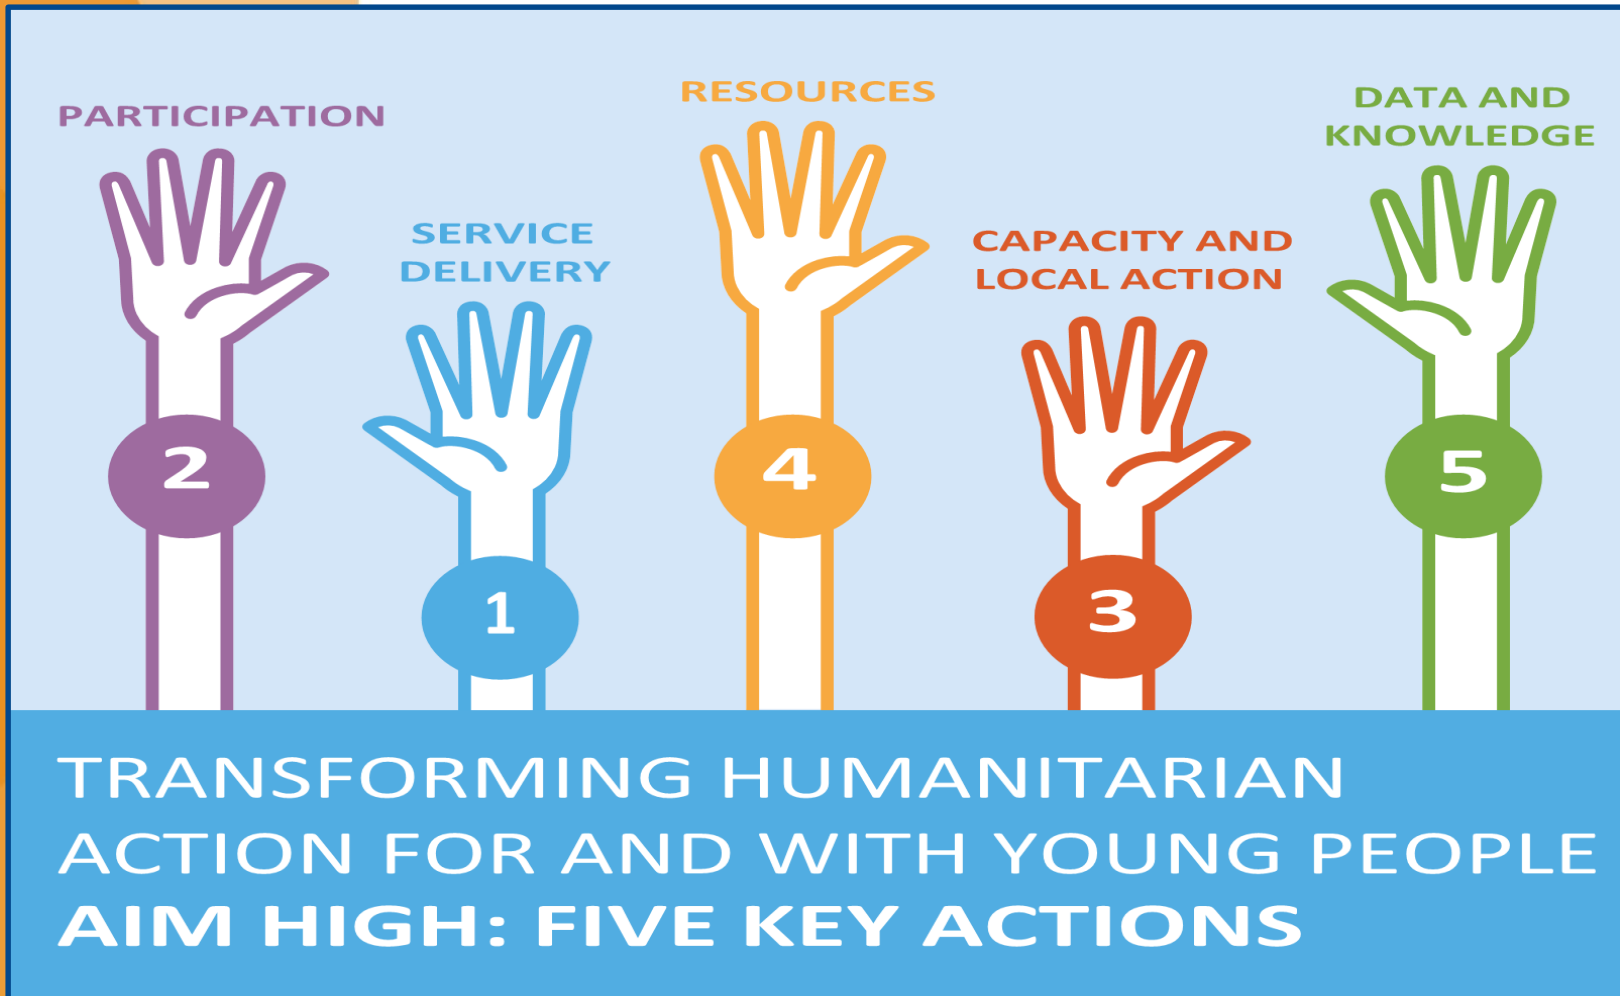 PARTICIPATION
SERVICE
DELIVERY
RESOURCES
CAPACITY AND
LOCAL ACTION
DATA AND
KNOWLEDGE
2
1
4
3
5
TRANSFORMING HUMANITARIAN
ACTION FOR AND WITH YOUNG PEOPLE
AIM HIGH: FIVE KEY ACTIONS